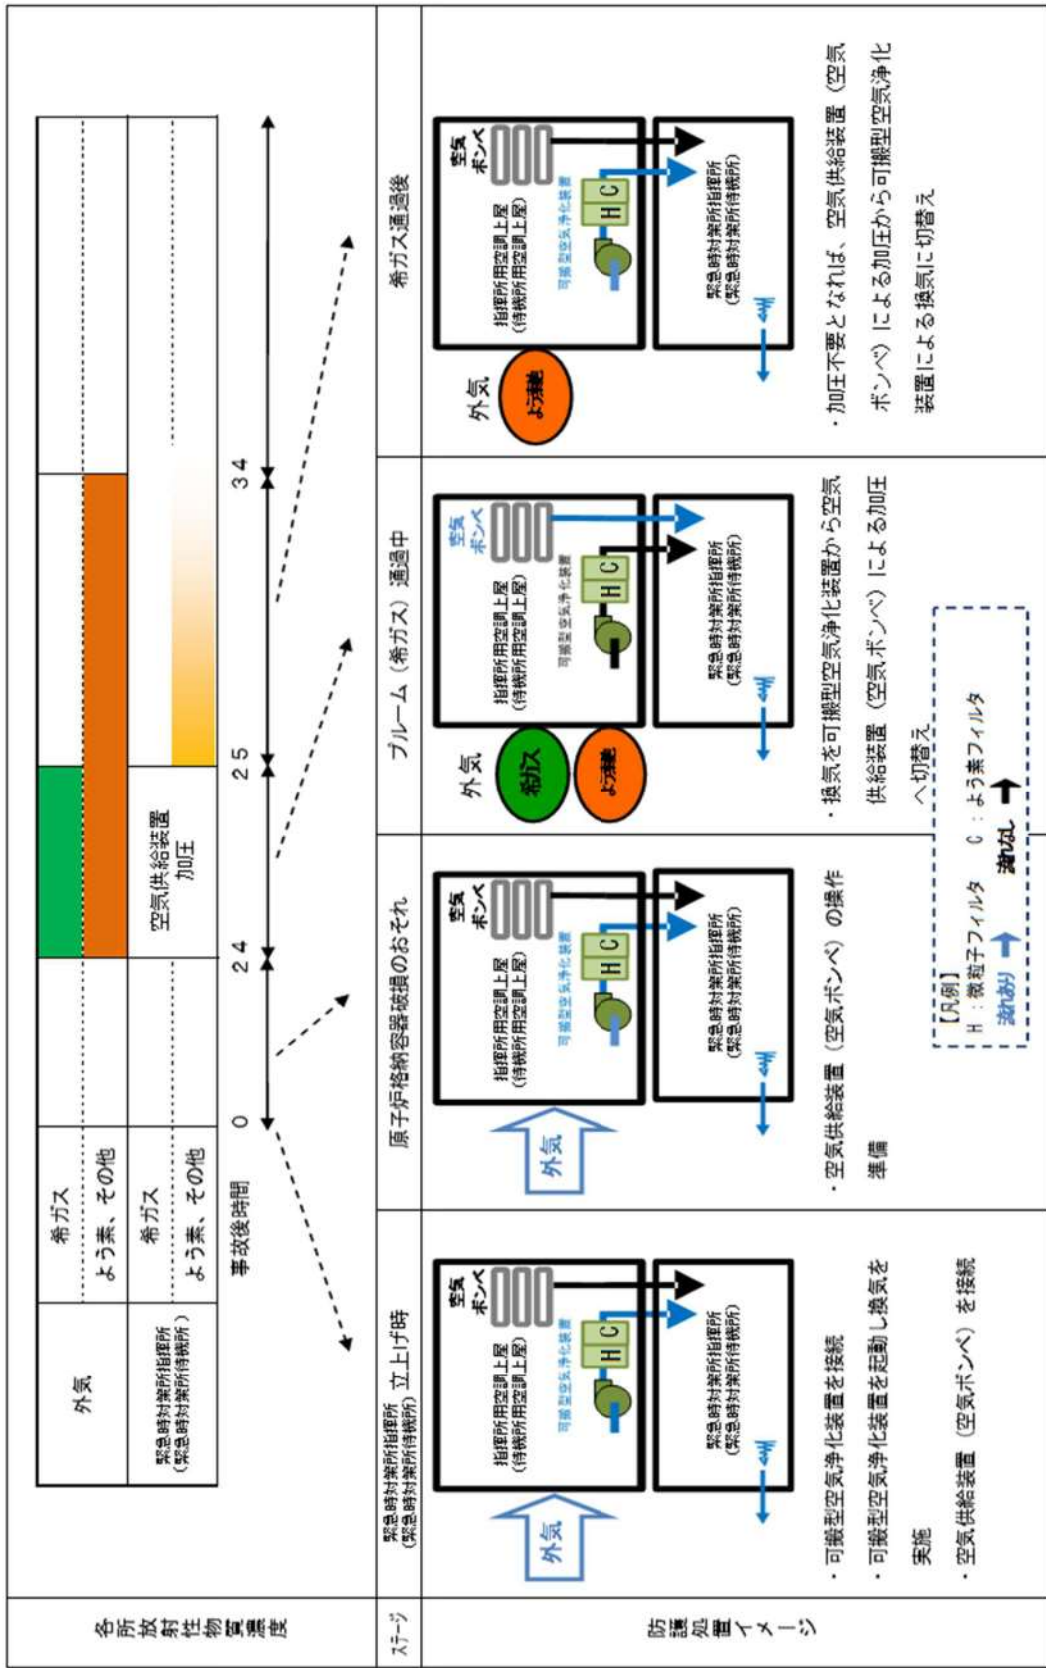 各所放射性物質濃度
外気
希ガス
よう素、その他
緊急時対策所指揮所
(緊急時対策所待機所)
希ガス
よう素、その他
空気供給装置
加圧
事故後時間
0
24
25
34
ステージ
緊急時対策所指揮所
(緊急時対策所待機所)
立上げ時
原子炉格納容器破損のおそれ
プルーム(希ガス)通過中
希ガス通過後
防護処置イメージ
外気
空気
ボンベ
指揮所用空調上屋
(待機所用空調上屋)
可搬型空気浄化装置
H C
緊急時対策所指揮所
(緊急時対策所待機所)
・可搬型空気浄化装置を接続
・可搬型空気浄化装置を起動し換気を
実施
・空気供給装置(空気ボンベ)を接続
外気
空気
ボンベ
指揮所用空調上屋
(待機所用空調上屋)
可搬型空気浄化装置
H C
緊急時対策所指揮所
(緊急時対策所待機所)
・空気供給装置(空気ボンベ)の操作
準備
外気
希ガス
空気
ボンベ
指揮所用空調上屋
(待機所用空調上屋)
可搬型空気浄化装置
H C
緊急時対策所指揮所
(緊急時対策所待機所)
・換気を可搬型空気浄化装置から空気
供給装置(空気ボンベ)による加圧
へ切替え
外気
空気
ボンベ
指揮所用空調上屋
(待機所用空調上屋)
可搬型空気浄化装置
H C
緊急時対策所指揮所
(緊急時対策所待機所)
・加圧不要となれば、空気供給装置(空気
ボンベ)による加圧から可搬型空気浄化
装置による換気に切替え
【凡例】
H:微粒子フィルタ C:よう素フィルタ
流れあり 流れなし